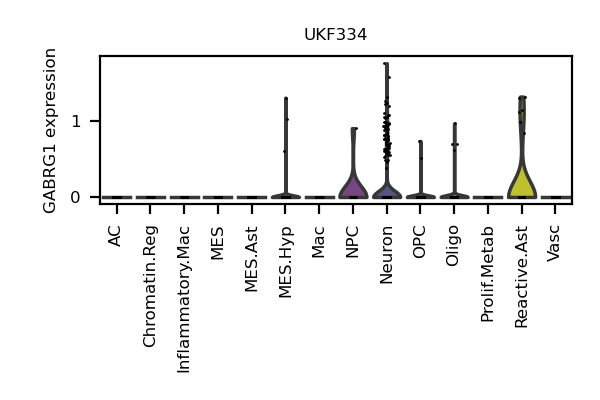 UKF334
GABRG1 expression
1
0
AC
Chromatin.Reg
Inflammatory.Mac
MES
MES.Ast
MES.Hyp
Mac
NPC
Neuron
OPC
Oligo
Prolif.Metab
Reactive.Ast
Vasc